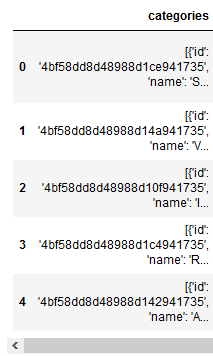 categories
0 [{'id':
'4bf58dd8d48988d1ce941735',
'name': 'S...
1 [{'id':
'4bf58dd8d48988d14a941735',
'name': 'V...
2 [{'id':
'4bf58dd8d48988d10f941735',
'name': 'I...
3 [{'id':
'4bf58dd8d48988d1c4941735',
'name': 'R...
4 [{'id':
'4bf58dd8d48988d142941735',
'name': 'A...